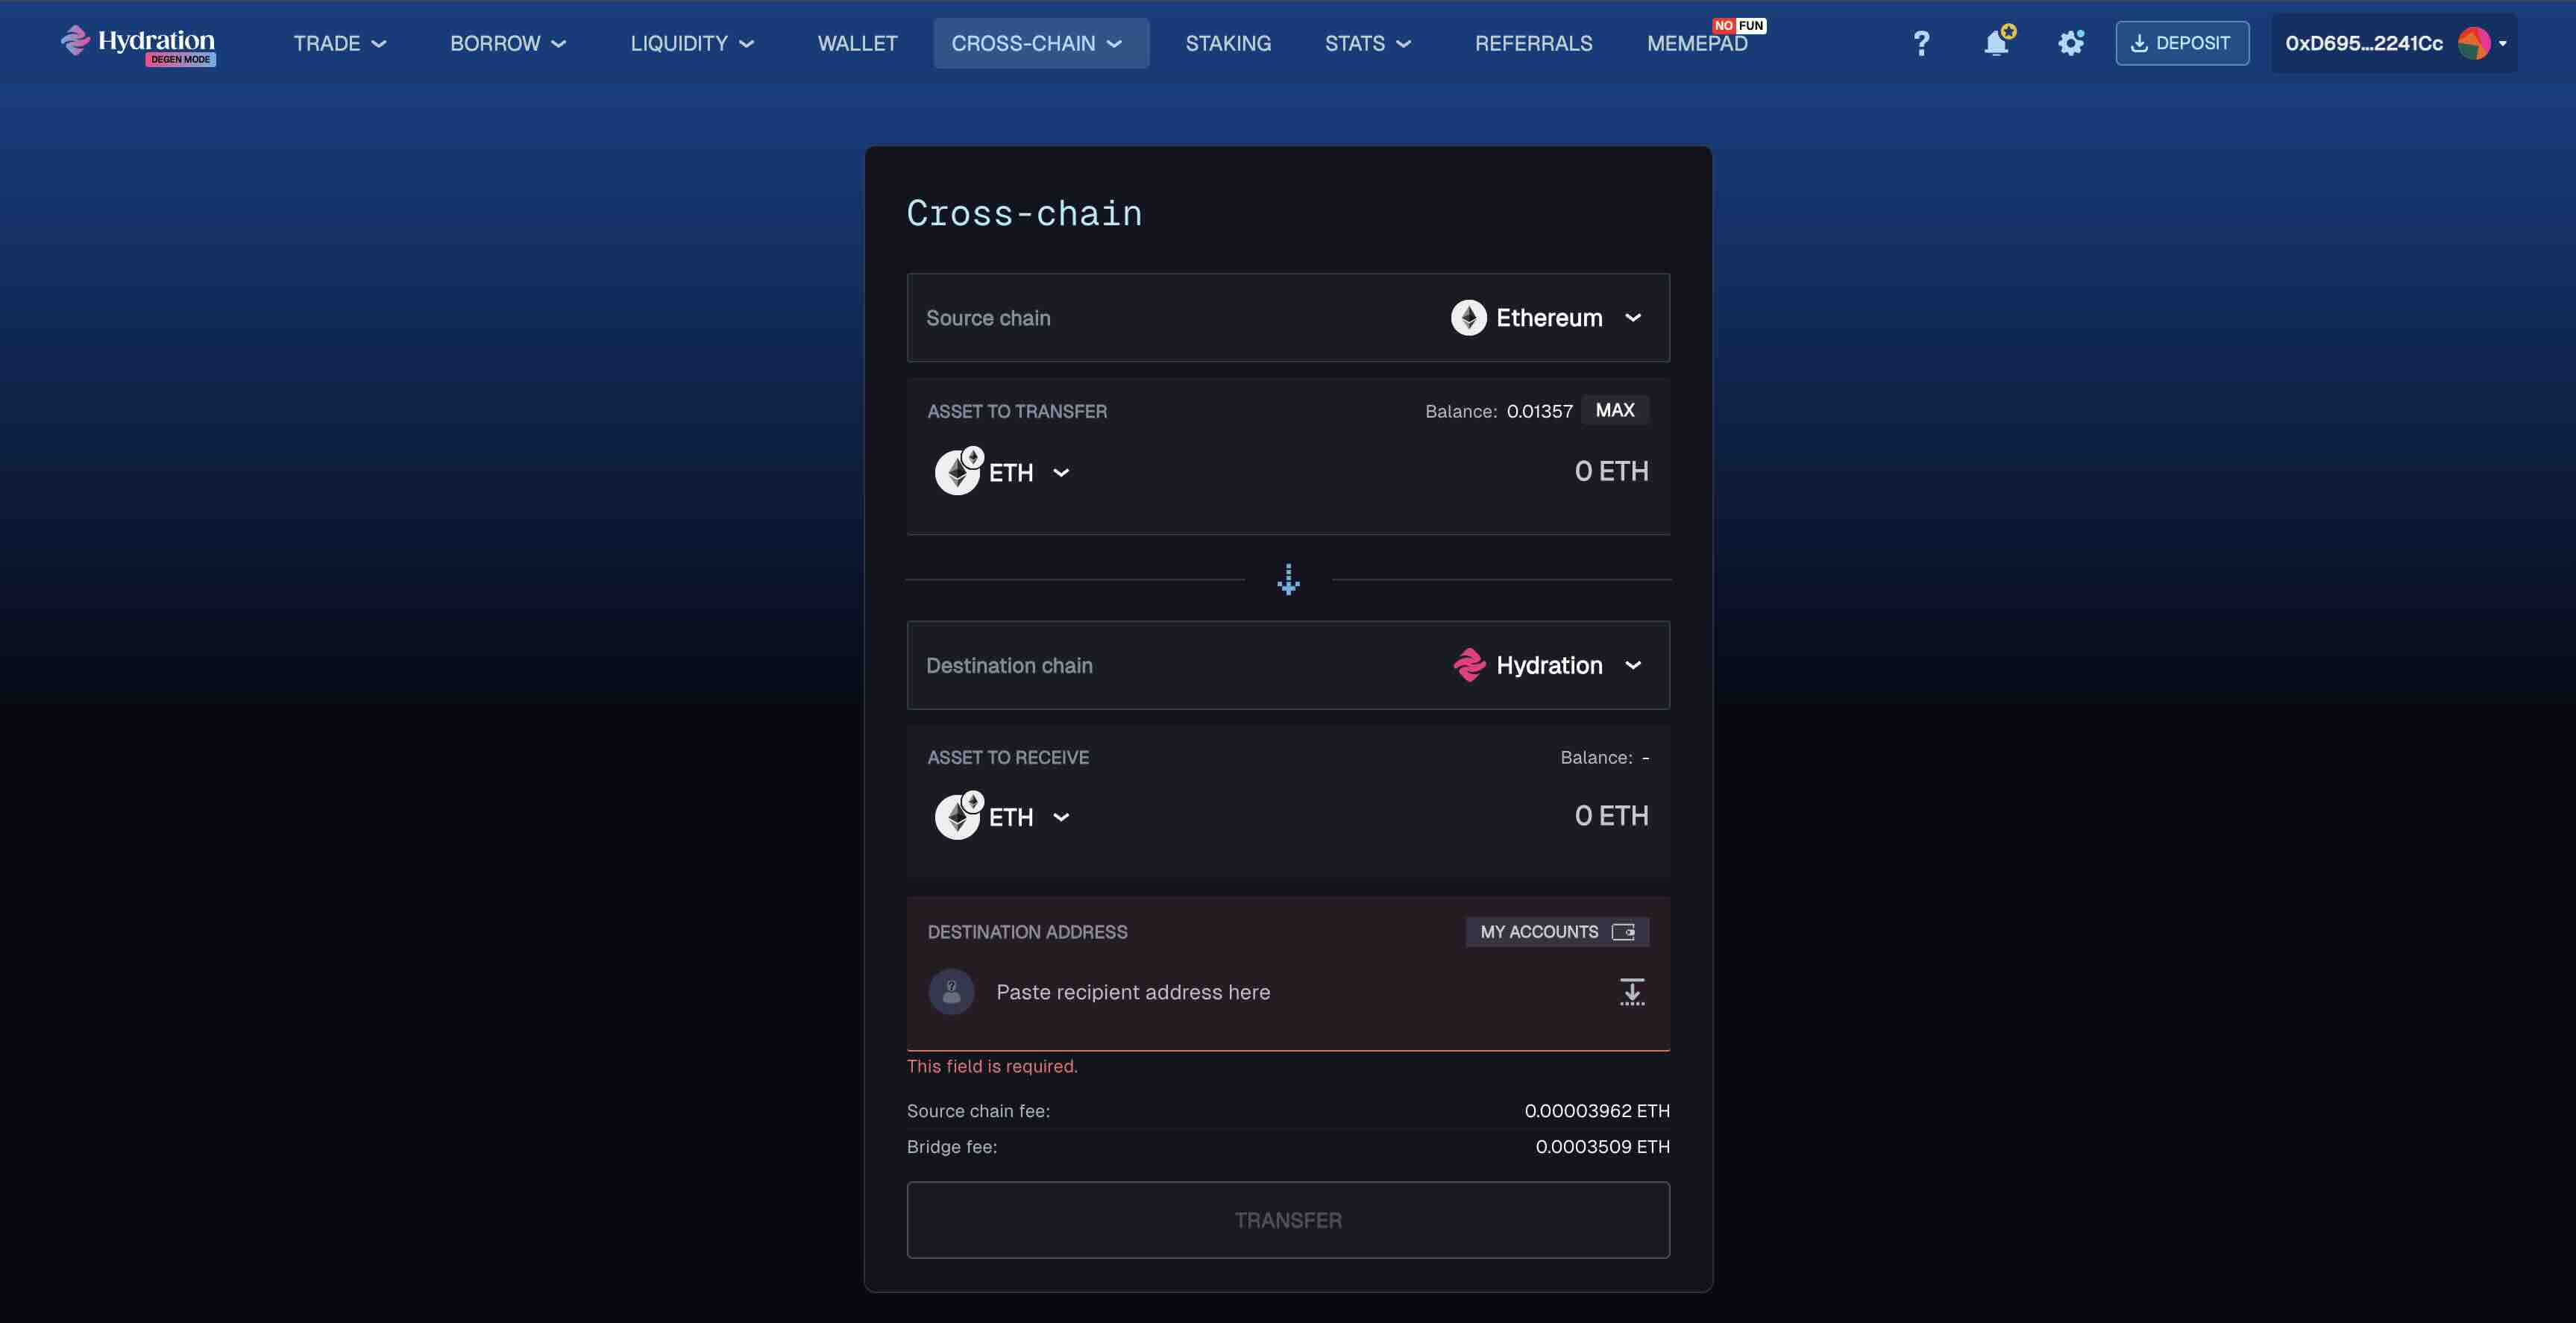 Hydration
DEGEN MODE
TRADE
BORROW
LIQUIDITY
WALLET
CROSS-CHAIN
STAKING
STATS
REFERRALS
MEMEPAD
NO FUN
?
DEPOSIT
0xD695...2241Cc
Cross-chain
Source chain
Ethereum
ASSET TO TRANSFER
Balance: 0.01357 MAX
ETH
0 ETH
Destination chain
Hydration
ASSET TO RECEIVE
Balance: -
ETH
0 ETH
DESTINATION ADDRESS
MY ACCOUNTS
?
Paste recipient address here
This field is required.
Source chain fee: 0.00003962 ETH
Bridge fee: 0.0003509 ETH
TRANSFER